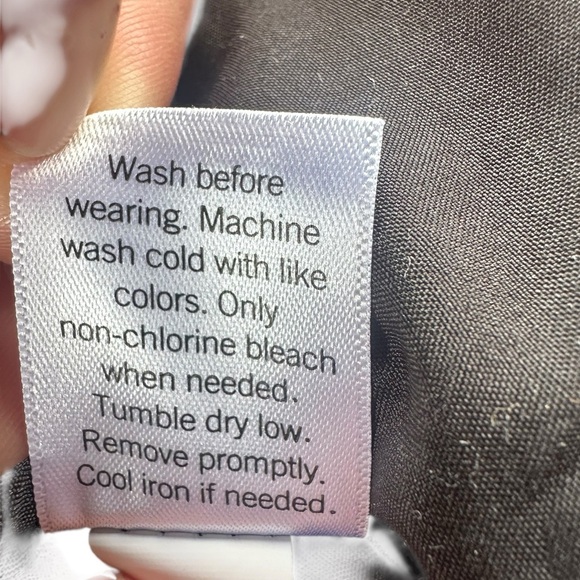 Wash before
wearing. Machine
wash cold with like
colors. Only
non-chlorine bleach
when needed.
Tumble dry low.
Remove promptly.
Cool iron if needed.